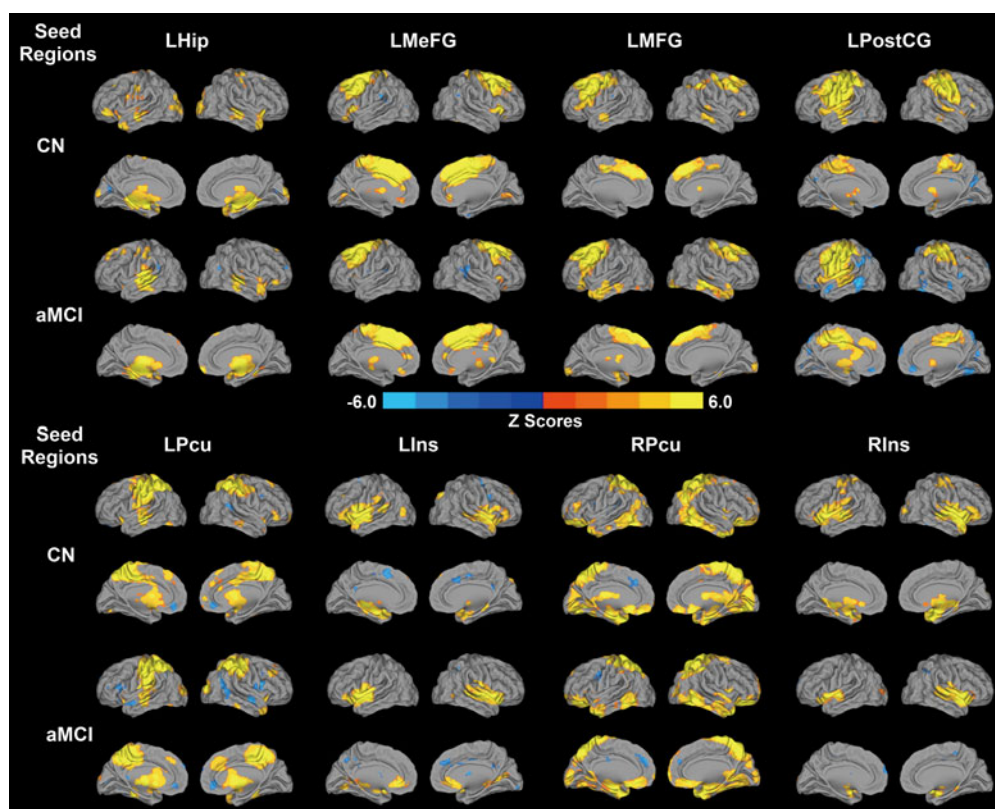 Seed
Regions
LHip
LMeFG
LMFG
LPostCG
CN
aMCI
-6.0
6.0
Z Scores
Seed
Regions
LPcu
LIns
RPcu
RIns
CN
aMCI